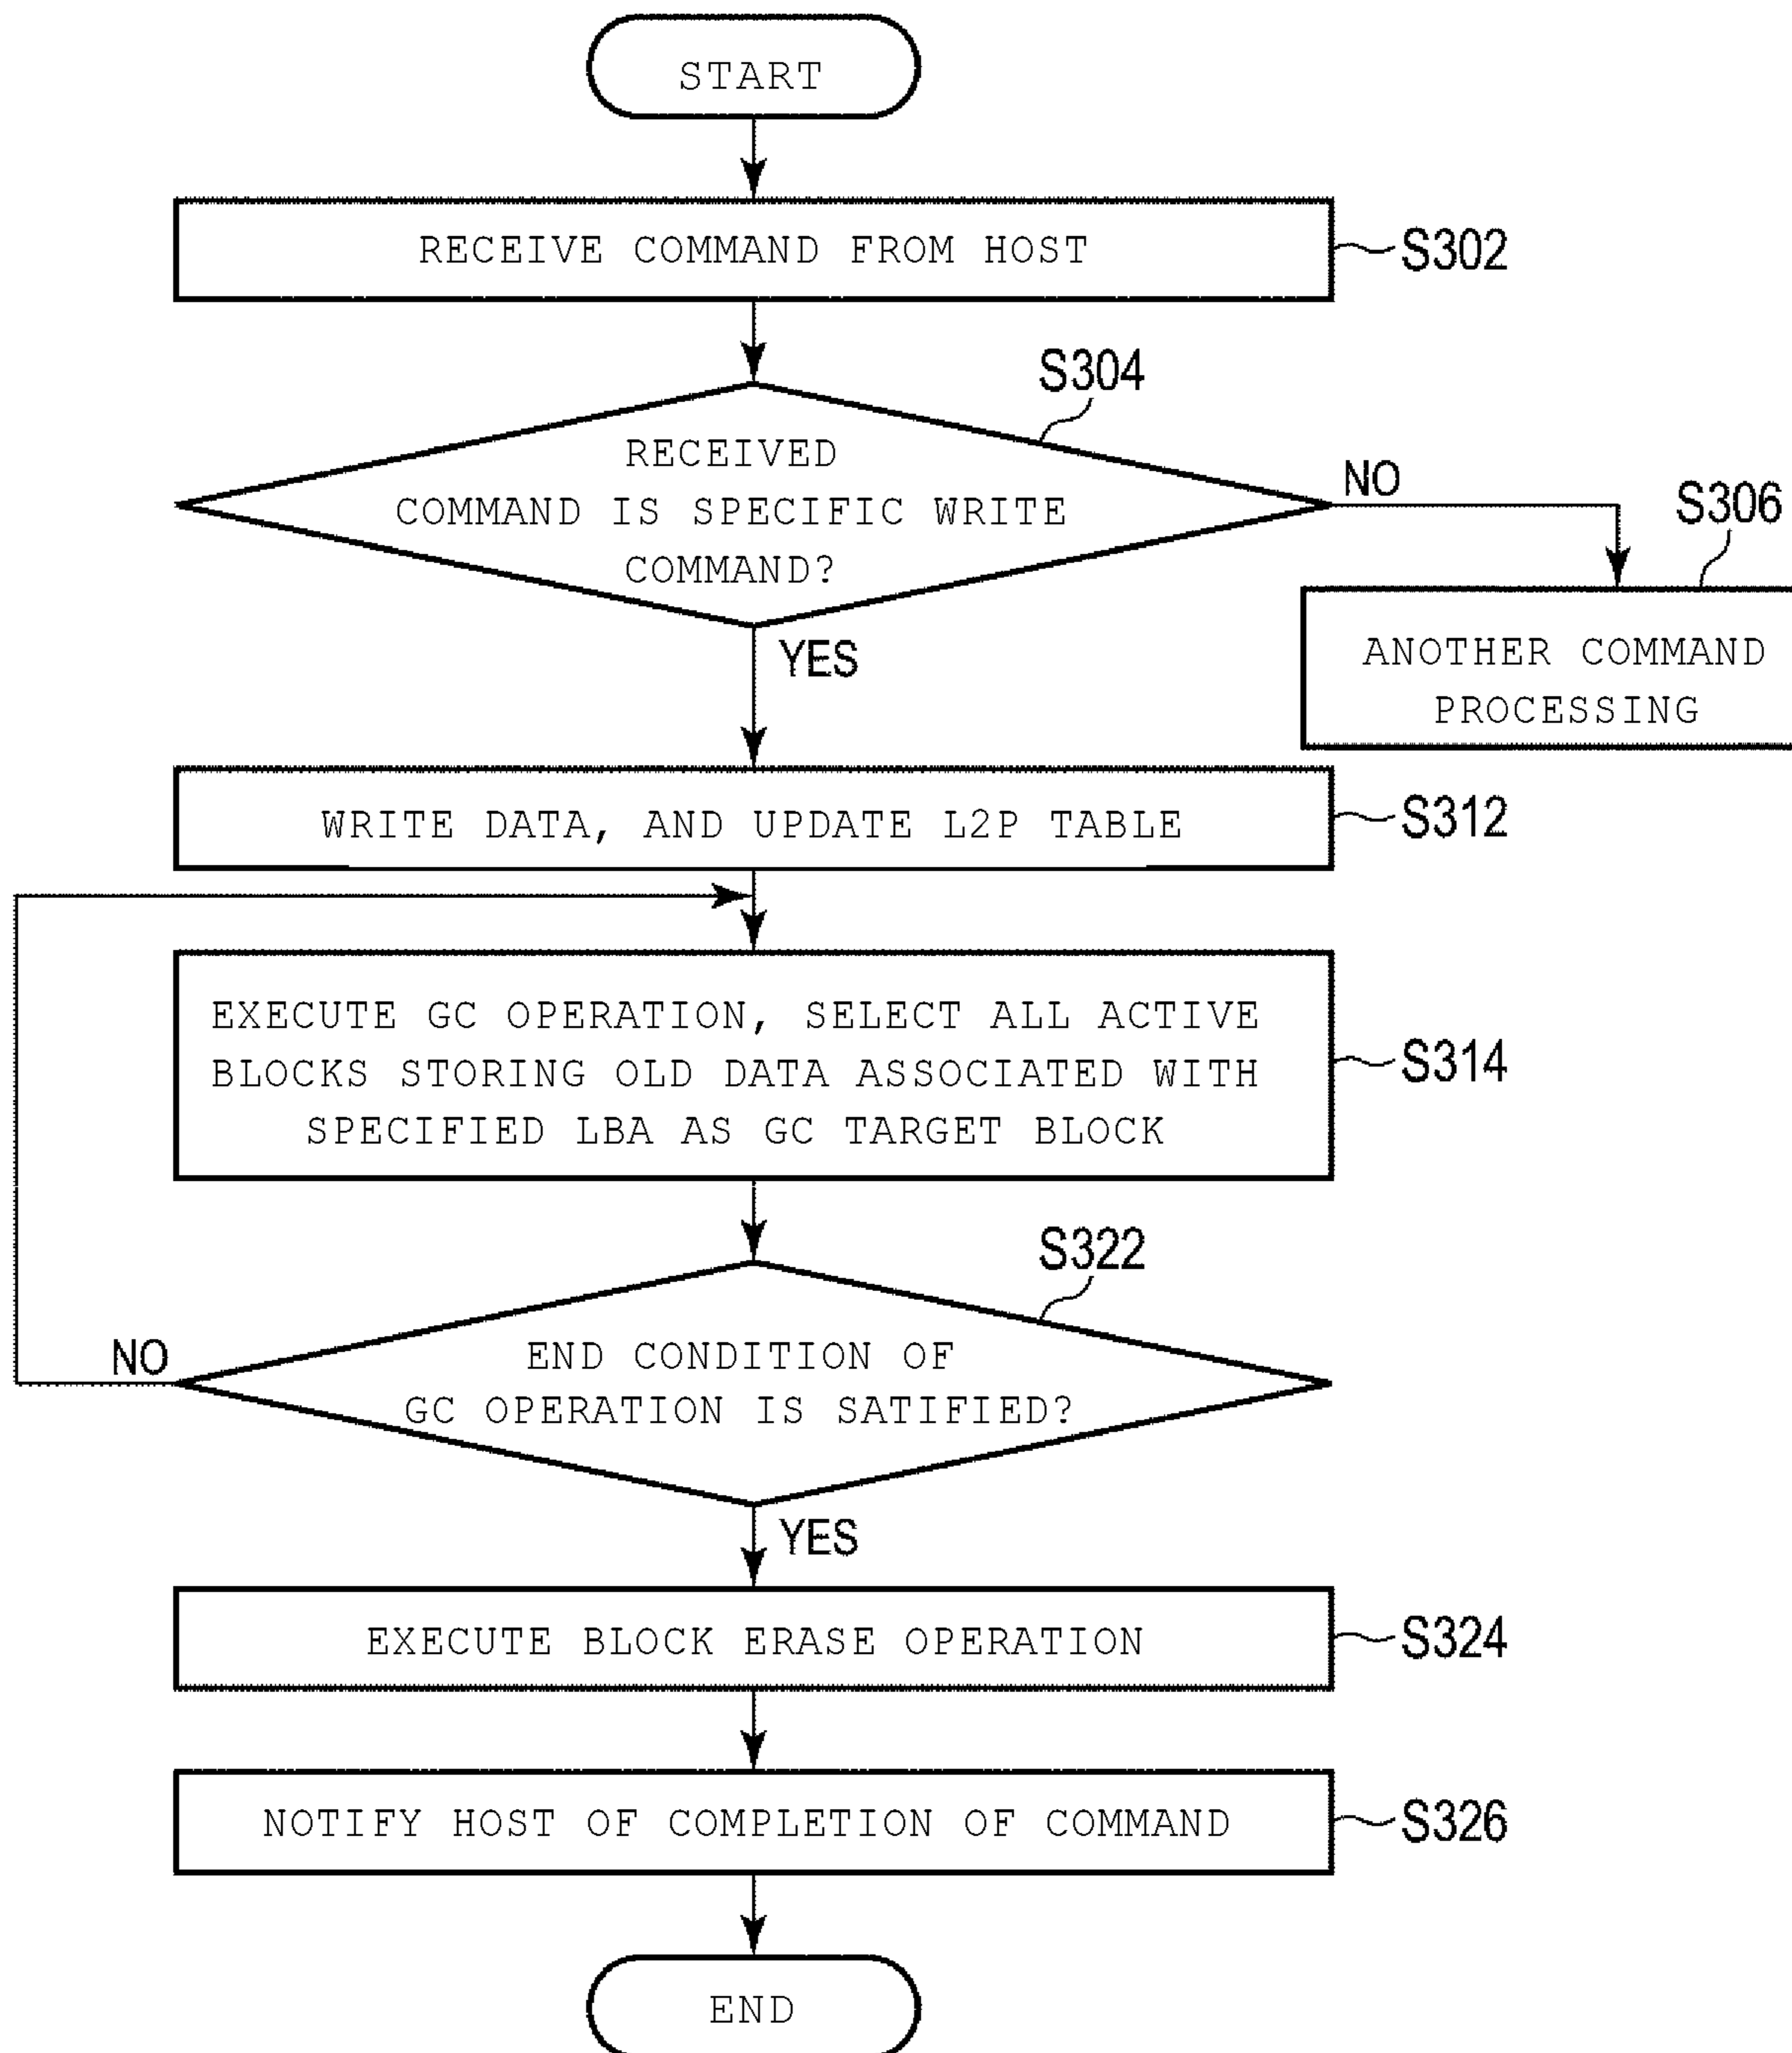 START
RECEIVE COMMAND FROM HOST
S302
S304
RECEIVED
COMMAND IS SPECIFIC WRITE
COMMAND?
NO
S306
YES
ANOTHER COMMAND
PROCESSING
WRITE DATA, AND UPDATE L2P TABLE
S312
EXECUTE GC OPERATION, SELECT ALL ACTIVE
BLOCKS STORING OLD DATA ASSOCIATED WITH
SPECIFIED LBA AS GC TARGET BLOCK
S314
S322
END CONDITION OF
GC OPERATION IS SATIFIED?
NO
YES
EXECUTE BLOCK ERASE OPERATION
S324
NOTIFY HOST OF COMPLETION OF COMMAND
S326
END